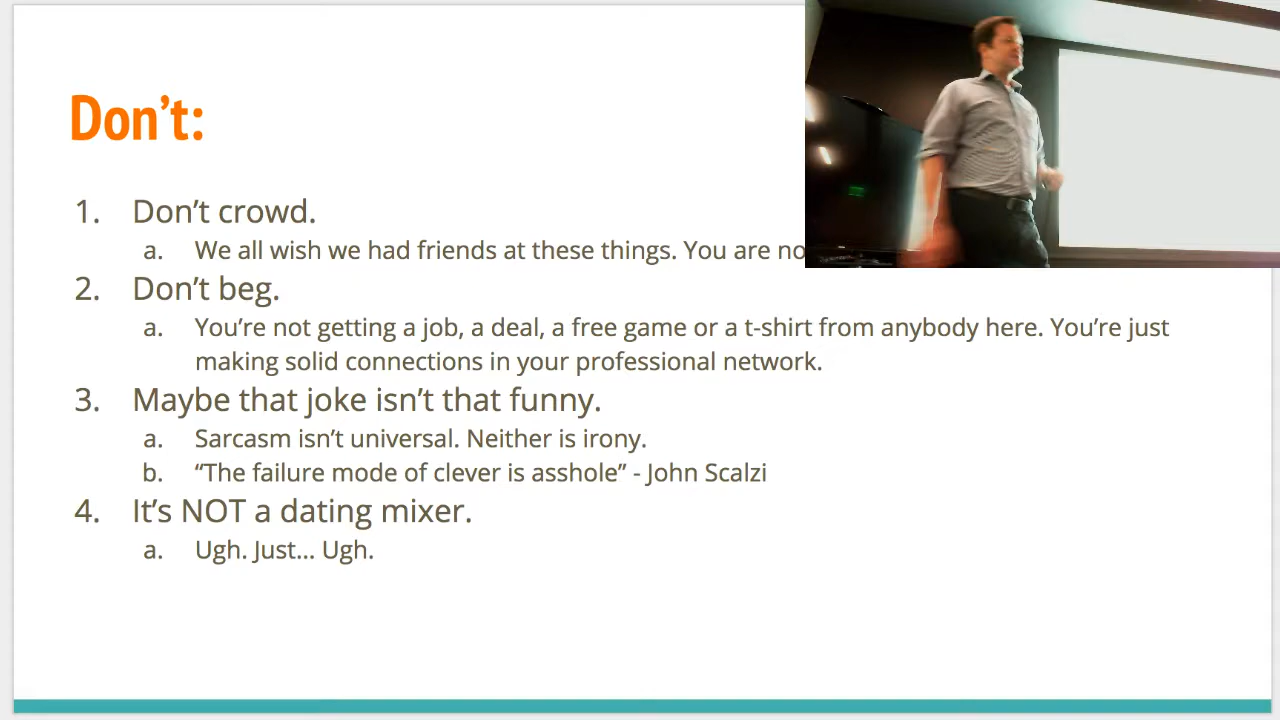 Don’t:
1. Don’t crowd.
a. We all wish we had friends at these things. You are no
2. Don’t beg.
a. You’re not getting a job, a deal, a free game or a t-shirt from anybody here. You’re just
making solid connections in your professional network.
3. Maybe that joke isn’t that funny.
a. Sarcasm isn’t universal. Neither is irony.
b. “The failure mode of clever is asshole” - John Scalzi
4. It’s NOT a dating mixer.
a. Ugh. Just... Ugh.